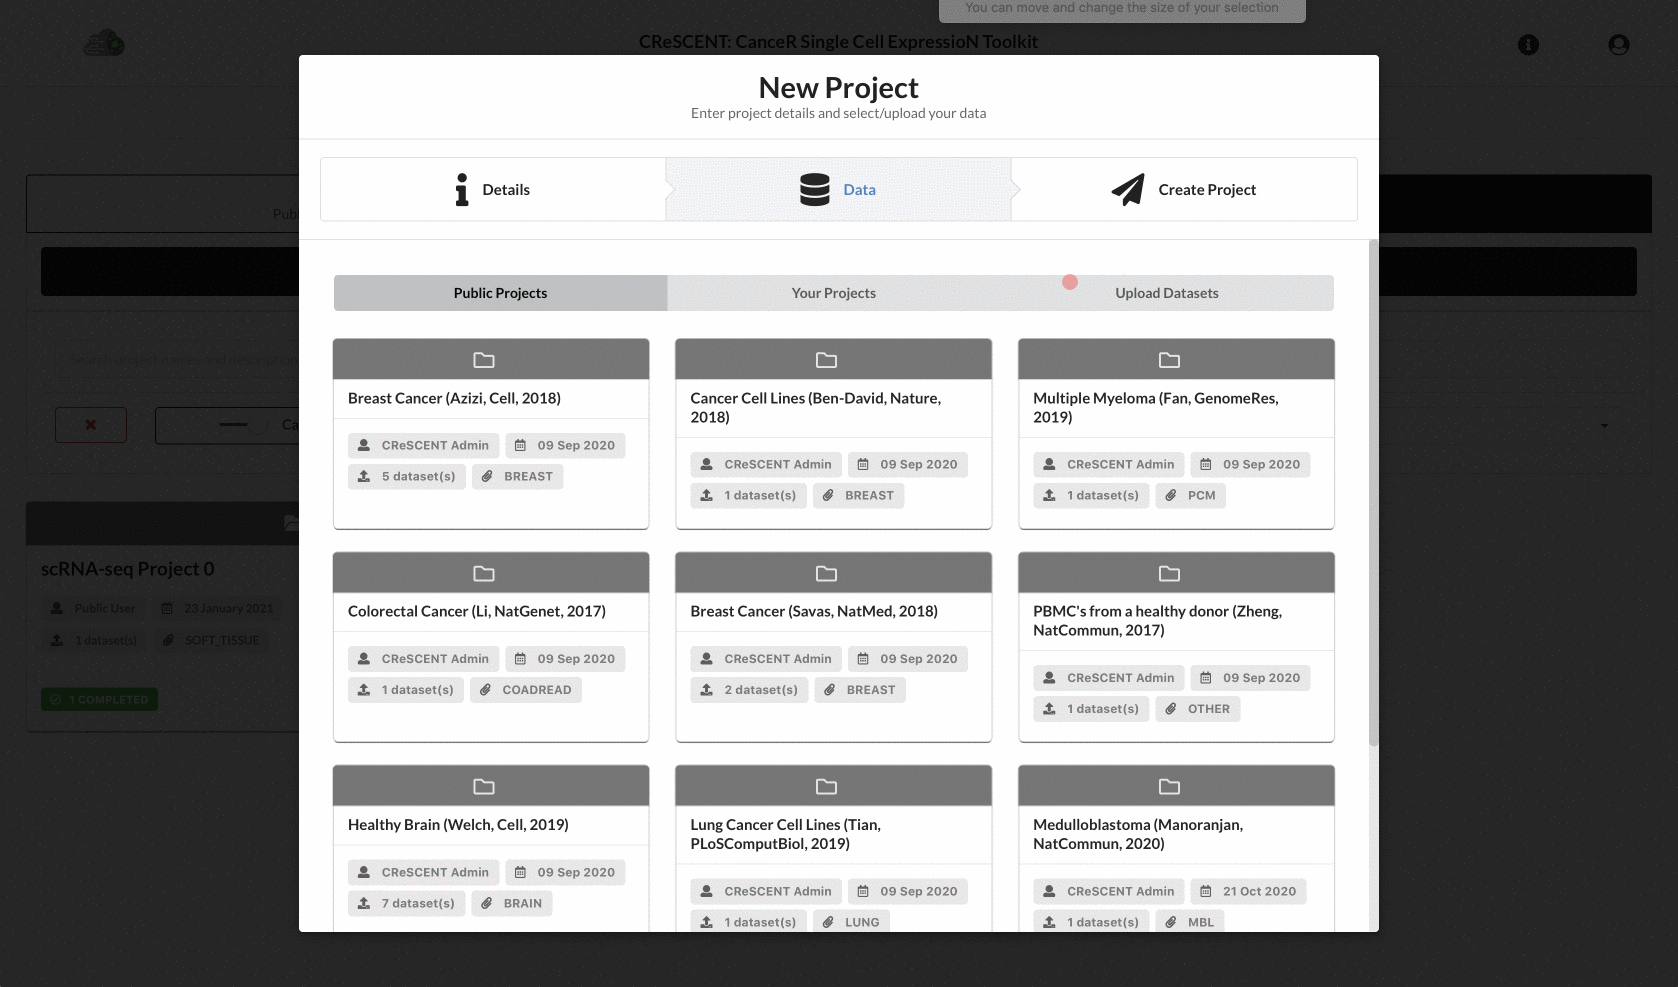 You can move and change the size of your selection
CReSCENT: CanceR Single Cell ExpressioN Toolkit
New Project
Enter project details and select/upload your data
Details
Data
Create Project
Publ
Public Projects
Your Projects
Upload Datasets
Search project names and description
Ca
Breast Cancer (Azizi, Cell, 2018)
CReSCENT Admin
09 Sep 2020
5 dataset(s)
BREAST
Cancer Cell Lines (Ben-David, Nature,
2018)
CReSCENT Admin
09 Sep 2020
1 dataset(s)
BREAST
Multiple Myeloma (Fan, GenomeRes,
2019)
CReSCENT Admin
09 Sep 2020
1 dataset(s)
PCM
scRNA-seq Project 0
Public User
23 January 2021
1 dataset(s)
SOFT_TISSUE
1 COMPLETED
Colorectal Cancer (Li, NatGenet, 2017)
CReSCENT Admin
09 Sep 2020
1 dataset(s)
COADREAD
Breast Cancer (Savas, NatMed, 2018)
CReSCENT Admin
09 Sep 2020
2 dataset(s)
BREAST
PBMC's from a healthy donor (Zheng,
NatCommun, 2017)
CReSCENT Admin
09 Sep 2020
1 dataset(s)
OTHER
Healthy Brain (Welch, Cell, 2019)
CReSCENT Admin
09 Sep 2020
7 dataset(s)
BRAIN
Lung Cancer Cell Lines (Tian,
PLoSComputBiol, 2019)
CReSCENT Admin
09 Sep 2020
1 dataset(s)
LUNG
Medulloblastoma (Manoranjan,
NatCommun, 2020)
CReSCENT Admin
21 Oct 2020
1 dataset(s)
MBL